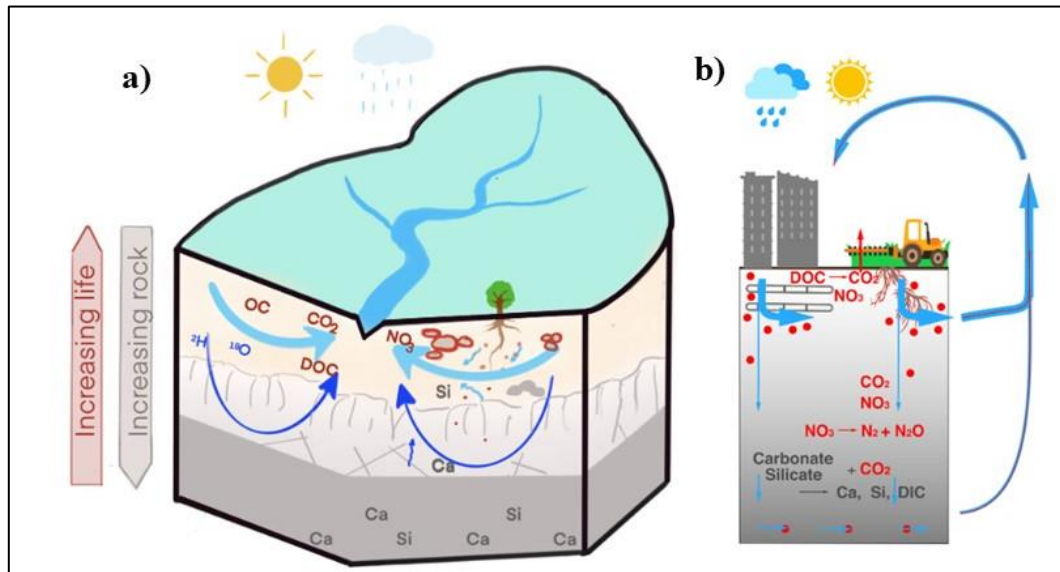 a)
Increasing life
Increasing rock
OC
CO2
NO3
²H
¹⁸O
DOC
Si
Ca
Ca
Si
Ca
Si
Ca
Ca
b)
DOC → CO2
NO3
CO2
NO3
NO3 → N2 + N2O
Carbonate
Silicate + CO2
→ Ca, Si, DIC